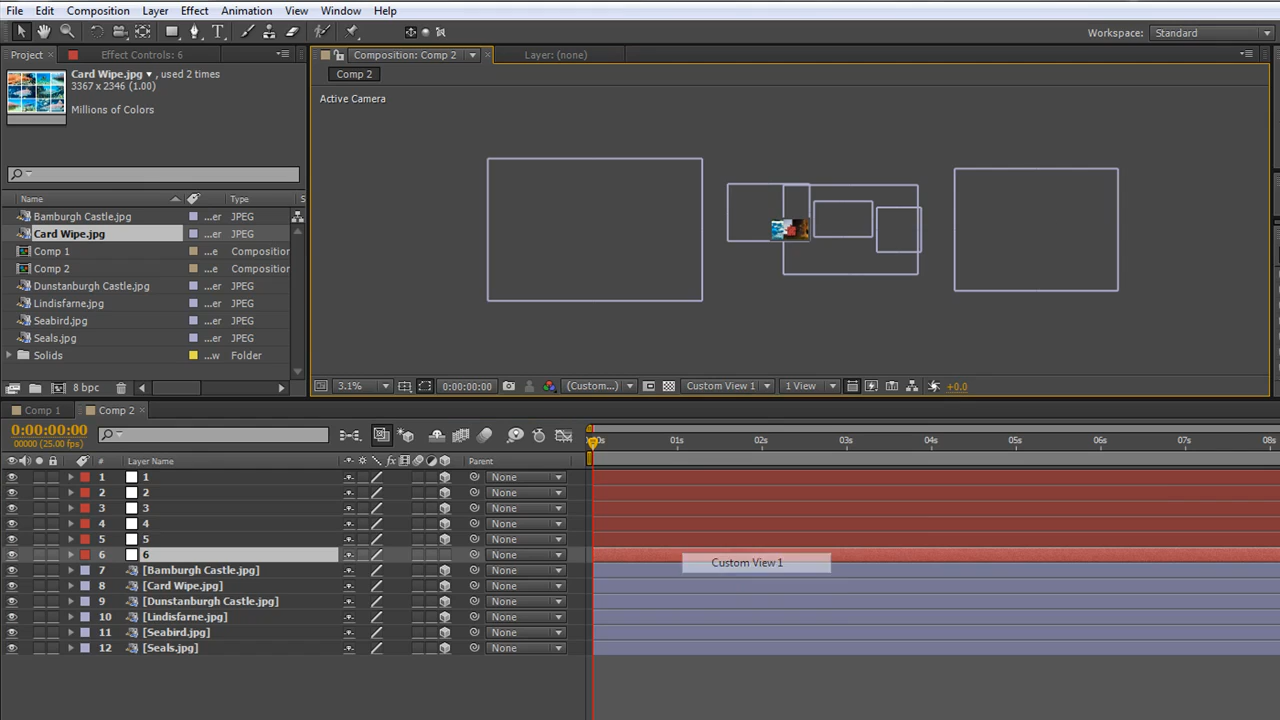 File Edit Composition Layer Effect Animation View Window Help
Workspace: Standard
Project Effect Controls: 6 Composition: Comp 2 Layer: (none)
Card Wipe.jpg , used 2 times
3367 x 2346 (1.00)
Millions of Colors
Comp 2
Active Camera
Name Type S
Bamburgh Castle.jpg ...er JPEG
Card Wipe.jpg ...er JPEG
Comp 1 ... Composition
Comp 2 ... Composition
Dunstanburgh Castle.jpg ...er JPEG
Lindisfarne.jpg ...er JPEG
Seabird.jpg ...er JPEG
Seals.jpg ...er JPEG
Solids ...w Folder
8 bpc
3.1% 0:00:00:00 (Custom...) Custom View 1 1 View +0.0
Comp 1 Comp 2
0:00:00:00
00000 (25.00 fps)
01s 02s 03s 04s 05s 06s 07s 08s
# Layer Name fx Parent
1 1 None
2 2 None
3 3 None
4 4 None
5 5 None
6 6 None
Custom View 1
7 [Bamburgh Castle.jpg] None
8 [Card Wipe.jpg] None
9 [Dunstanburgh Castle.jpg] None
10 [Lindisfarne.jpg] None
11 [Seabird.jpg] None
12 [Seals.jpg] None